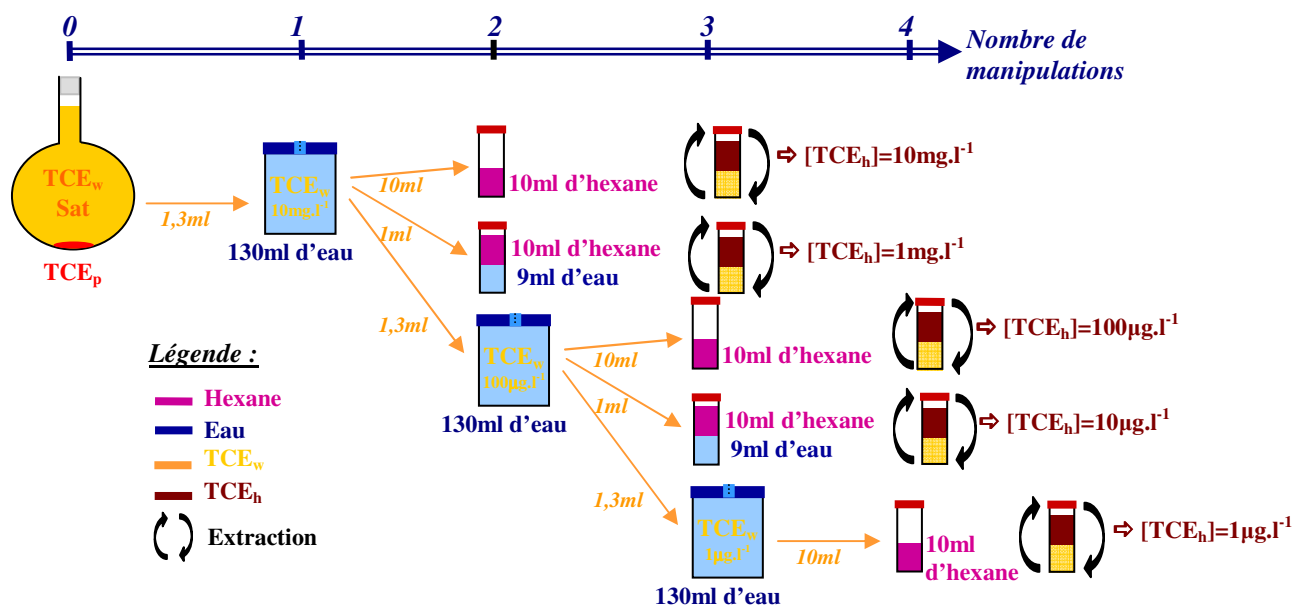 0
1
2
3
4
Nombre de
manipulations
TCEw
Sat
TCEp
1,3ml
TCEw
10mg.l-1
130ml d’eau
10ml
10ml d’hexane
⇨ [TCEh]=10mg.l-1
1ml
10ml d’hexane
9ml d’eau
⇨ [TCEh]=1mg.l-1
1,3ml
TCEw
100µg.l-1
130ml d’eau
10ml
10ml d’hexane
⇨ [TCEh]=100µg.l-1
1ml
10ml d’hexane
9ml d’eau
⇨ [TCEh]=10µg.l-1
1,3ml
TCEw
1µg.l-1
130ml d’eau
10ml
10ml
d’hexane
⇨ [TCEh]=1µg.l-1
Légende :
Hexane
Eau
TCEw
TCEh
Extraction